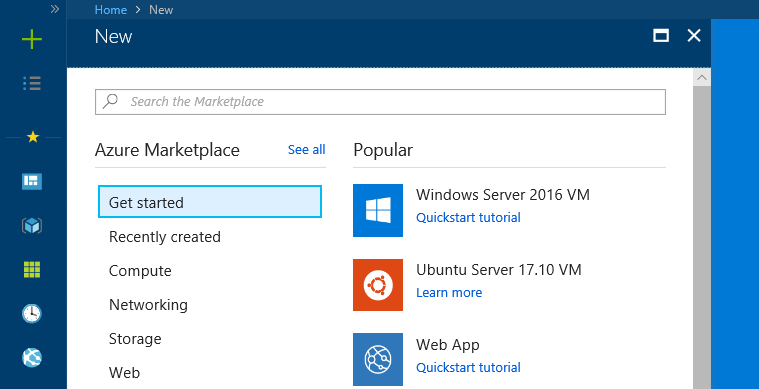 Home > New
New
Search the Marketplace
Azure Marketplace
See all
Popular
Get started
Recently created
Compute
Networking
Storage
Web
Windows Server 2016 VM
Quickstart tutorial
Ubuntu Server 17.10 VM
Learn more
Web App
Quickstart tutorial